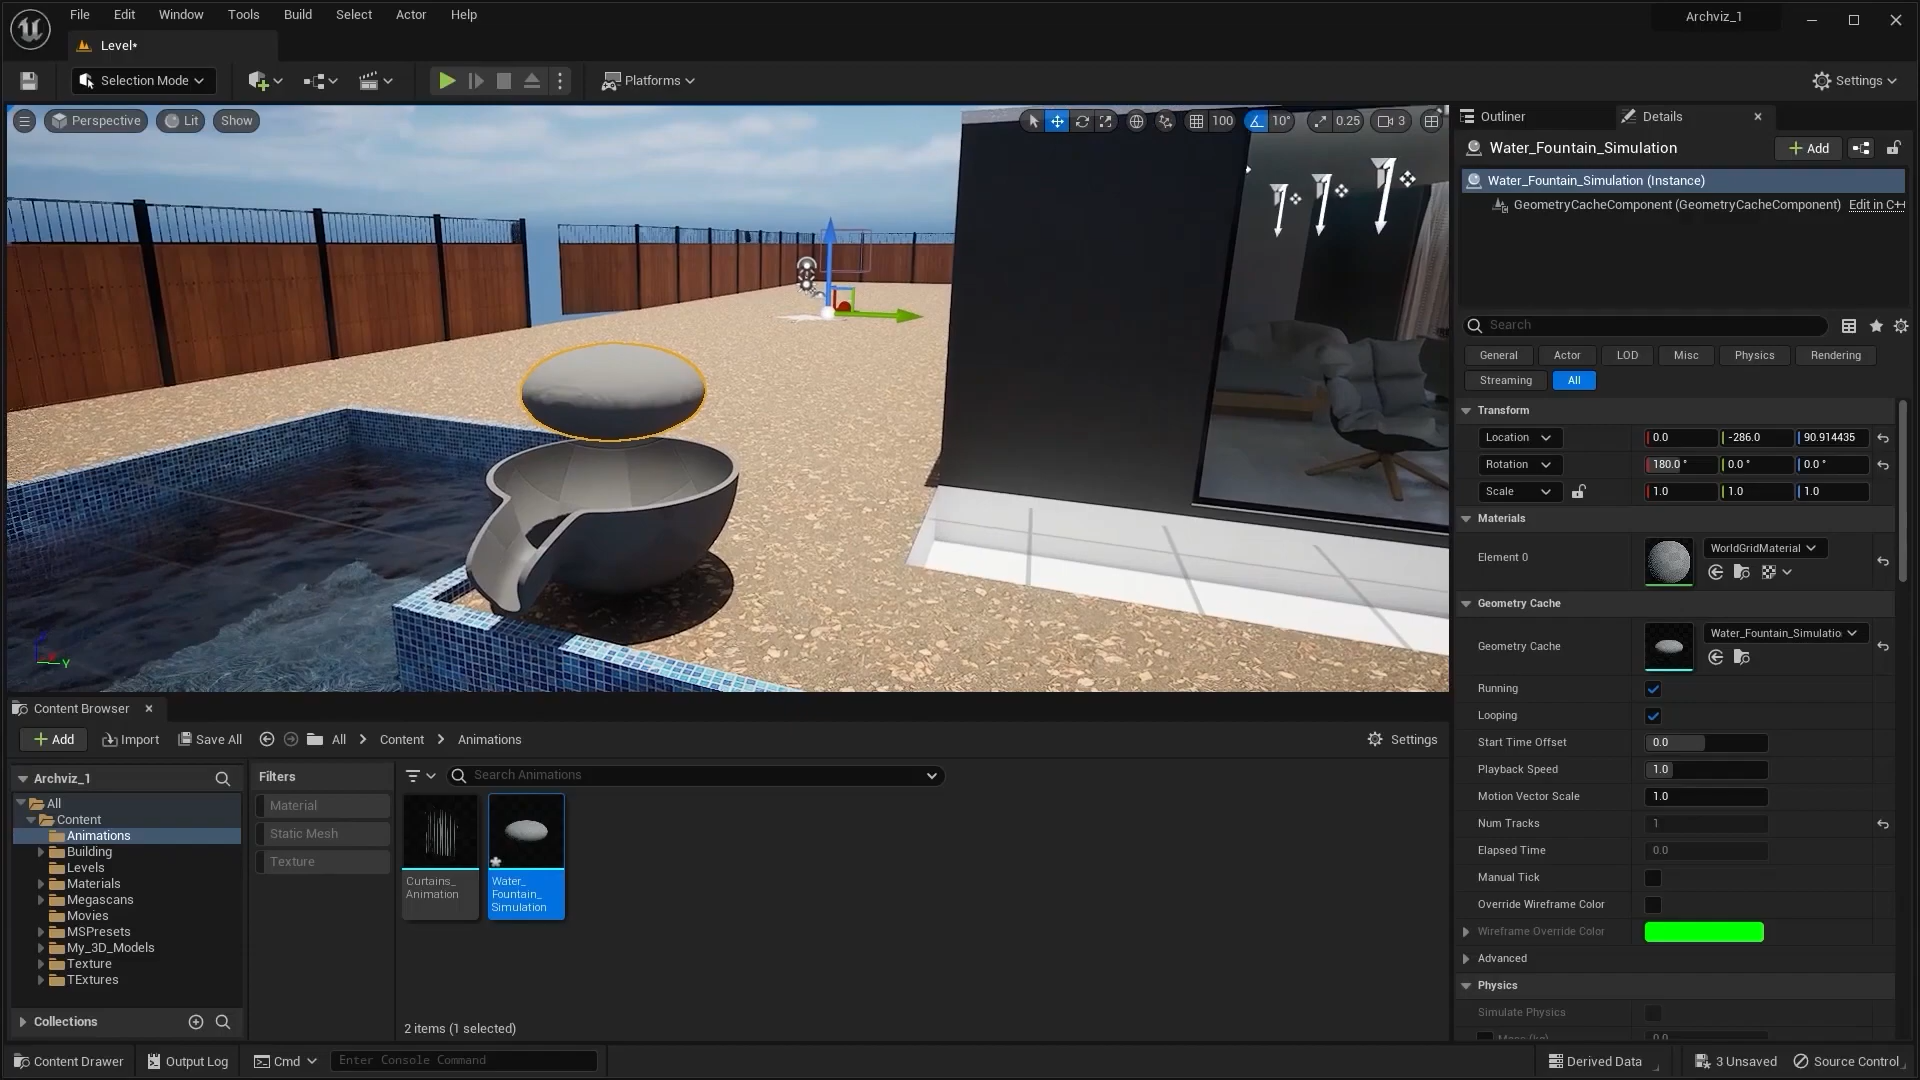 File Edit Window Tools Build Select Actor Help
Archviz_1
Level*
Selection Mode
Platforms
Settings
Perspective
Lit
Show
100
10°
0.25
3
Outliner
Details
Water_Fountain_Simulation
Add
Water_Fountain_Simulation (Instance)
GeometryCacheComponent (GeometryCacheComponent)
Edit in C++
Search
General
Actor
LOD
Misc
Physics
Rendering
Streaming
All
Transform
Location
0.0
-286.0
90.914435
Rotation
180.0 °
0.0 °
0.0 °
Scale
1.0
1.0
1.0
Materials
Element 0
WorldGridMaterial
Geometry Cache
Geometry Cache
Water_Fountain_Simulatio
Running
Looping
Start Time Offset
0.0
Playback Speed
1.0
Motion Vector Scale
1.0
Num Tracks
1
Elapsed Time
0.0
Manual Tick
Override Wireframe Color
Wireframe Override Color
Advanced
Physics
Simulate Physics
Mass (kg)
0.0
Y
Content Browser
Add
Import
Save All
All
Content
Animations
Settings
Archviz_1
All
Content
Animations
Building
Levels
Materials
Megascans
Movies
MSPresets
My_3D_Models
Texture
TExtures
Collections
Filters
Material
Static Mesh
Texture
Search Animations
Curtains_
Animation
Water_
Fountain_
Simulation
2 items (1 selected)
Content Drawer
Output Log
Cmd
Enter Console Command
Derived Data
3 Unsaved
Source Control